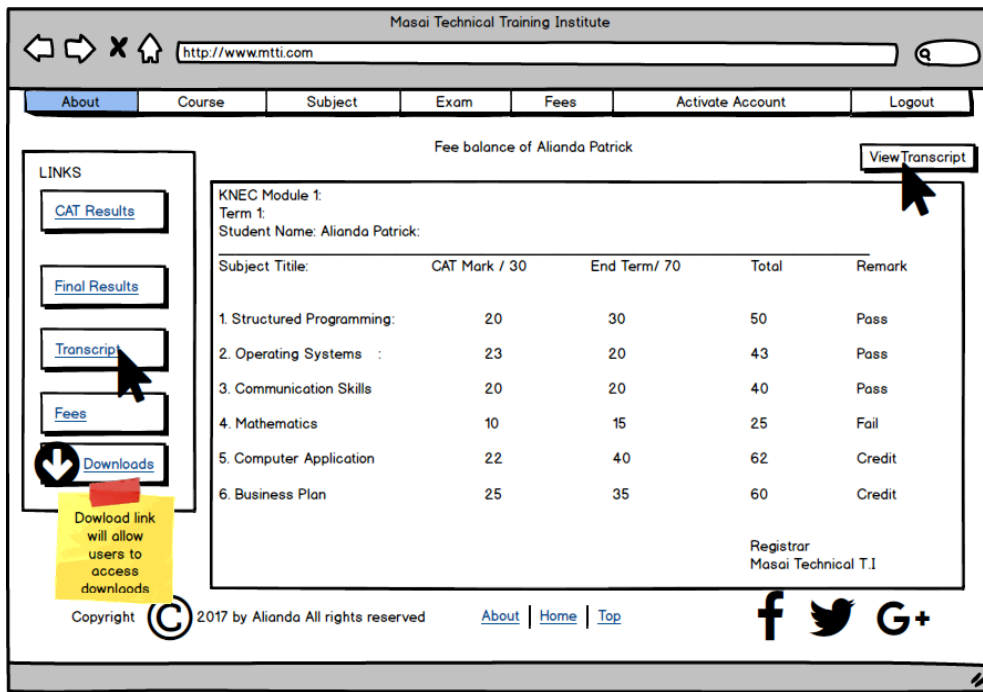 Masai Technical Training Institute
http://www.mtti.com
About Course Subject Exam Fees Activate Account Logout
Fee balance of Alianda Patrick
View Transcript
LINKS
CAT Results
Final Results
Transcript
Fees
Downloads
Dowload link
will allow
users to
access
downloads
KNEC Module 1:
Term 1:
Student Name: Alianda Patrick:
Subject Titile: CAT Mark / 30 End Term/ 70 Total Remark
1. Structured Programming: 20 30 50 Pass
2. Operating Systems : 23 20 43 Pass
3. Communication Skills 20 20 40 Pass
4. Mathematics 10 15 25 Fail
5. Computer Application 22 40 62 Credit
6. Business Plan 25 35 60 Credit
Registrar
Masai Technical T.I
Copyright © 2017 by Alianda All rights reserved About | Home | Top f G+